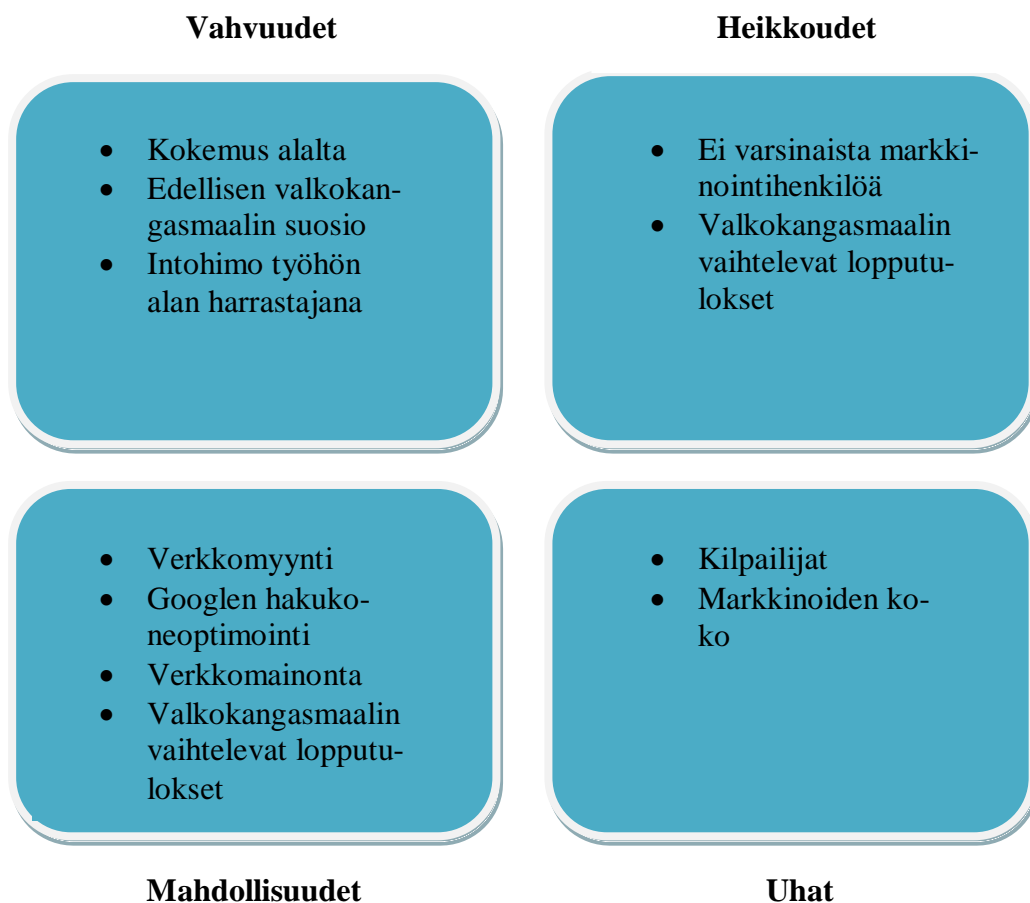 Vahvuudet
• Kokemus alalta
• Edellisen valkokan-
gasmaalin suosio
• Intohimo työhön
alan harrastajana
Heikkoudet
• Ei varsinaista markki-
nointihenkilöä
• Valkokangasmaalin
vaihtelevat lopputu-
lokset
• Verkkomyynti
• Googlen hakuko-
neoptimointi
• Verkkomainonta
• Valkokangasmaalin
vaihtelevat lopputu-
lokset
Mahdollisuudet
• Kilpailijat
• Markkinoiden ko-
ko
Uhat